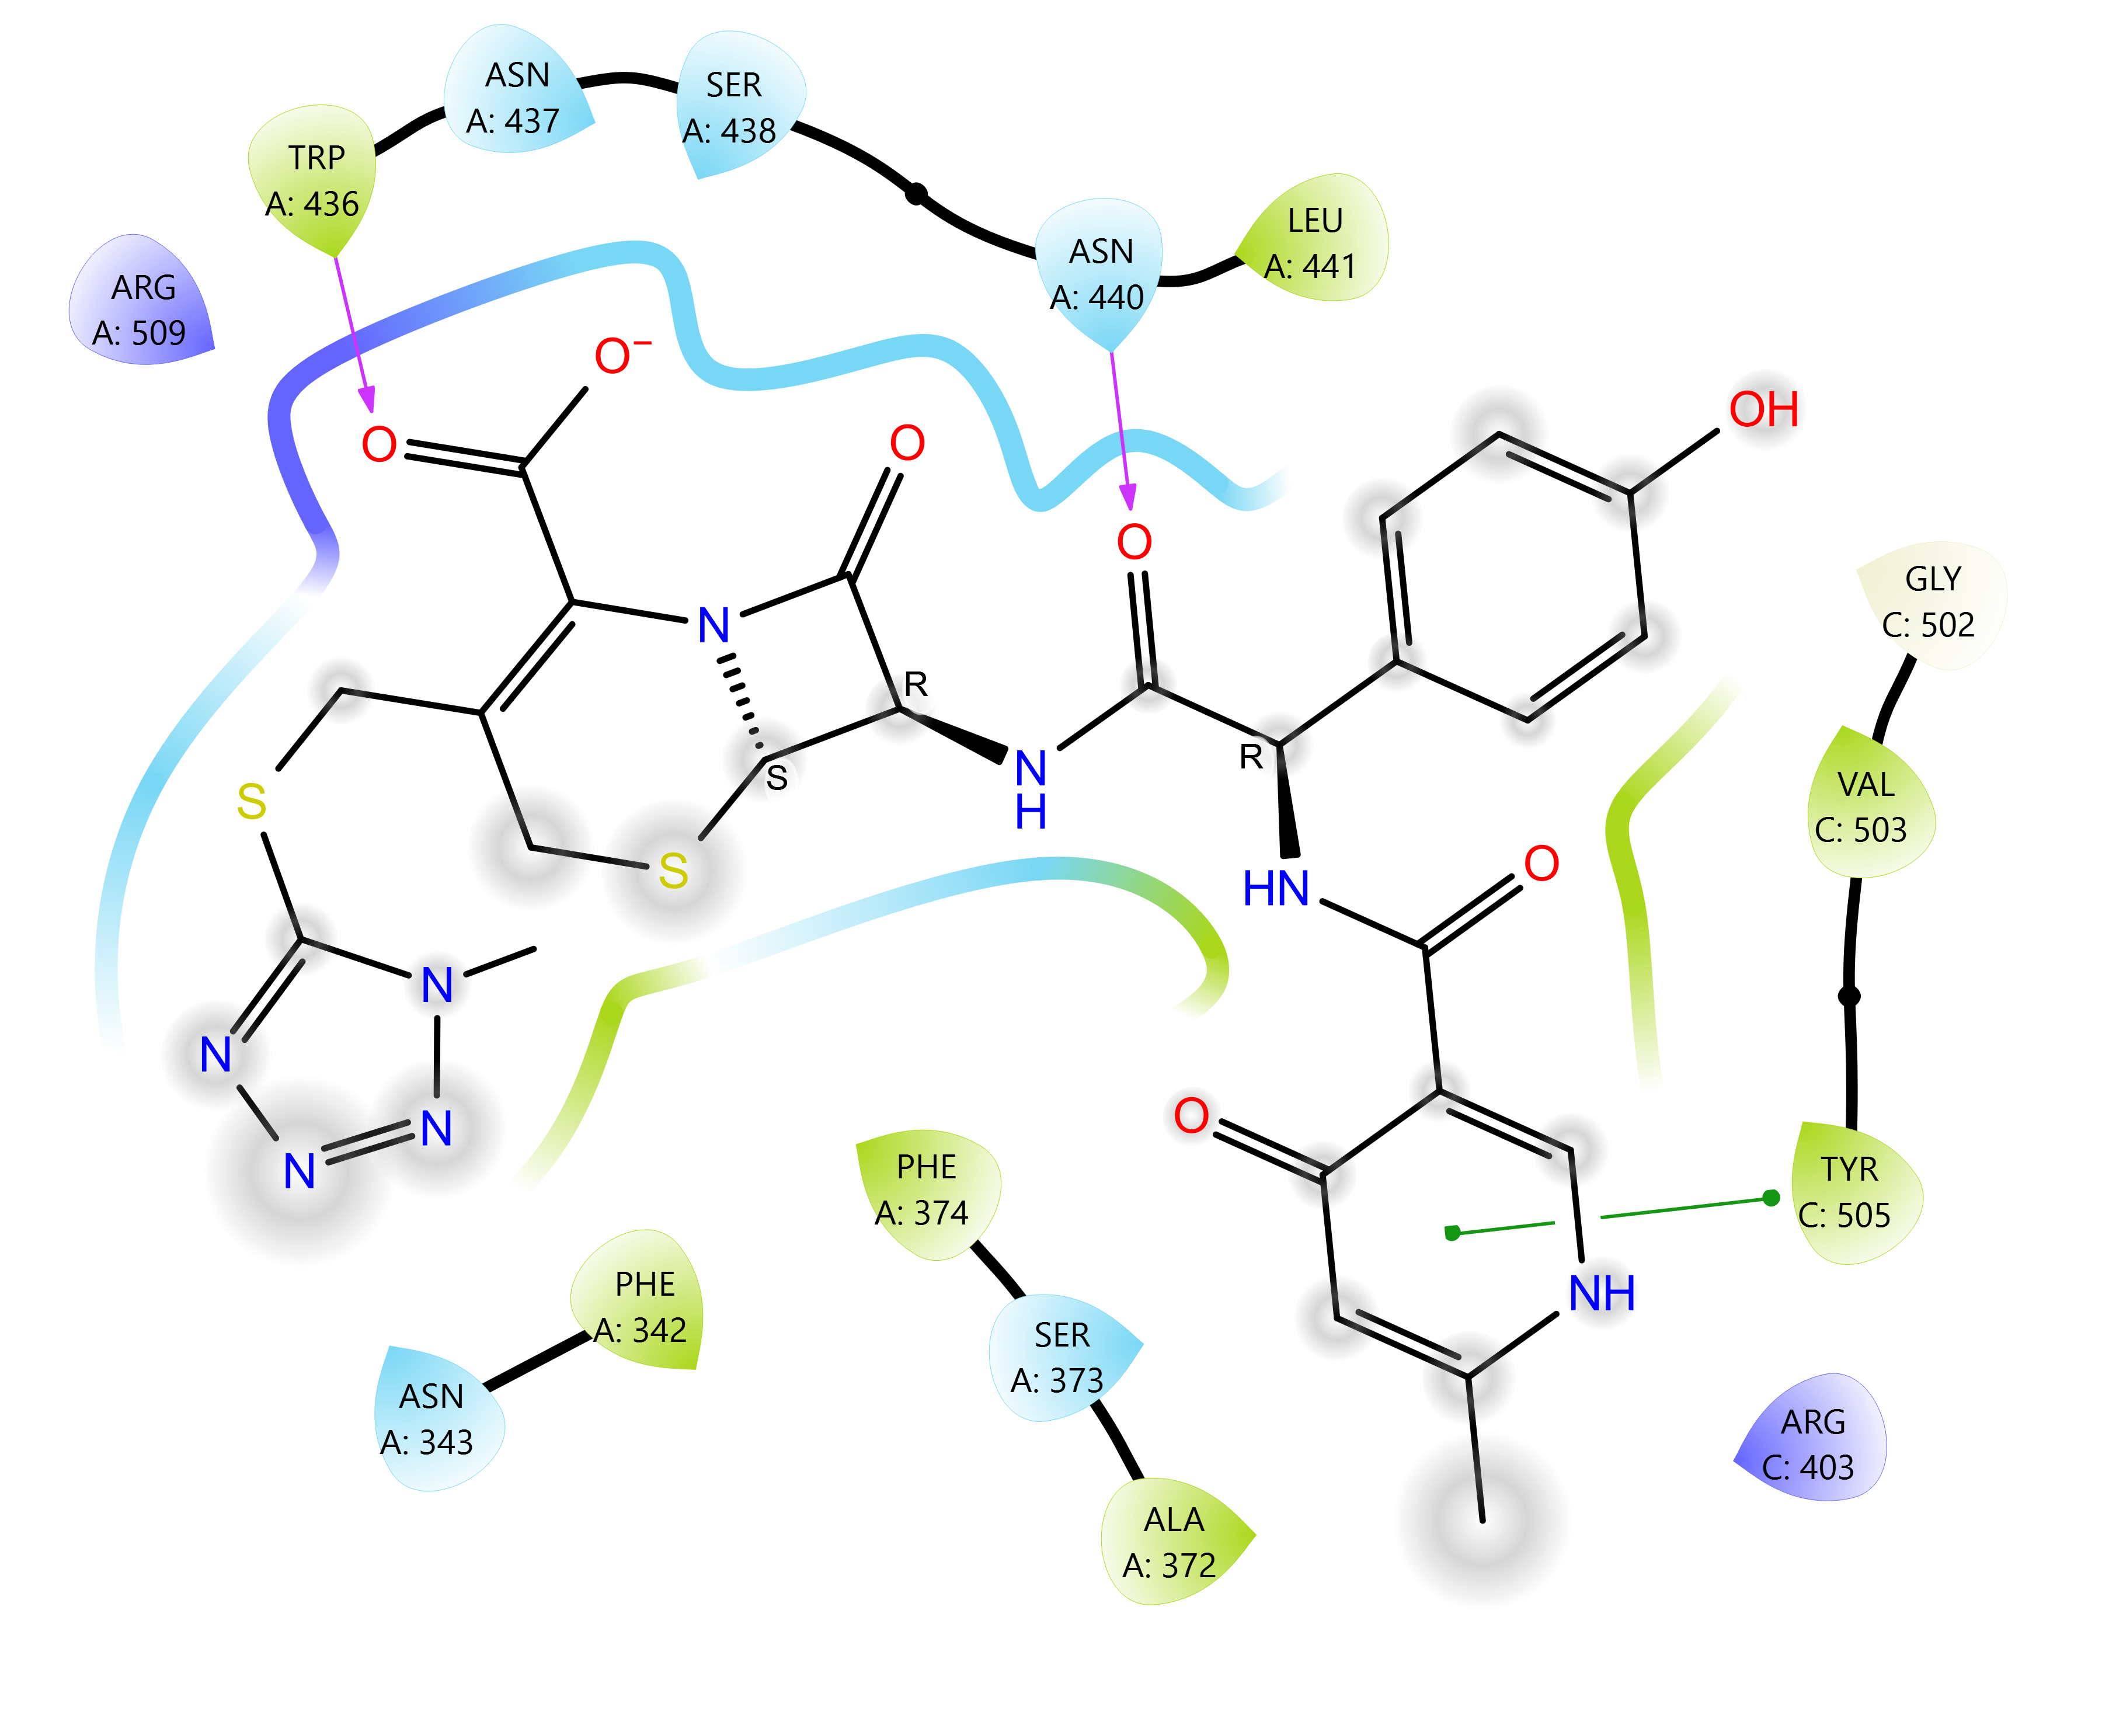 ASN
A: 437
SER
A: 438
TRP
A: 436
LEU
A: 441
ASN
A: 440
ARG
A: 509
O−
O
O
OH
O
GLY
C: 502
N
R
S
N
H
R
VAL
C: 503
S
S
HN
O
N
N
N
N
O
PHE
A: 374
TYR
C: 505
PHE
A: 342
NH
SER
A: 373
ASN
A: 343
ARG
C: 403
ALA
A: 372